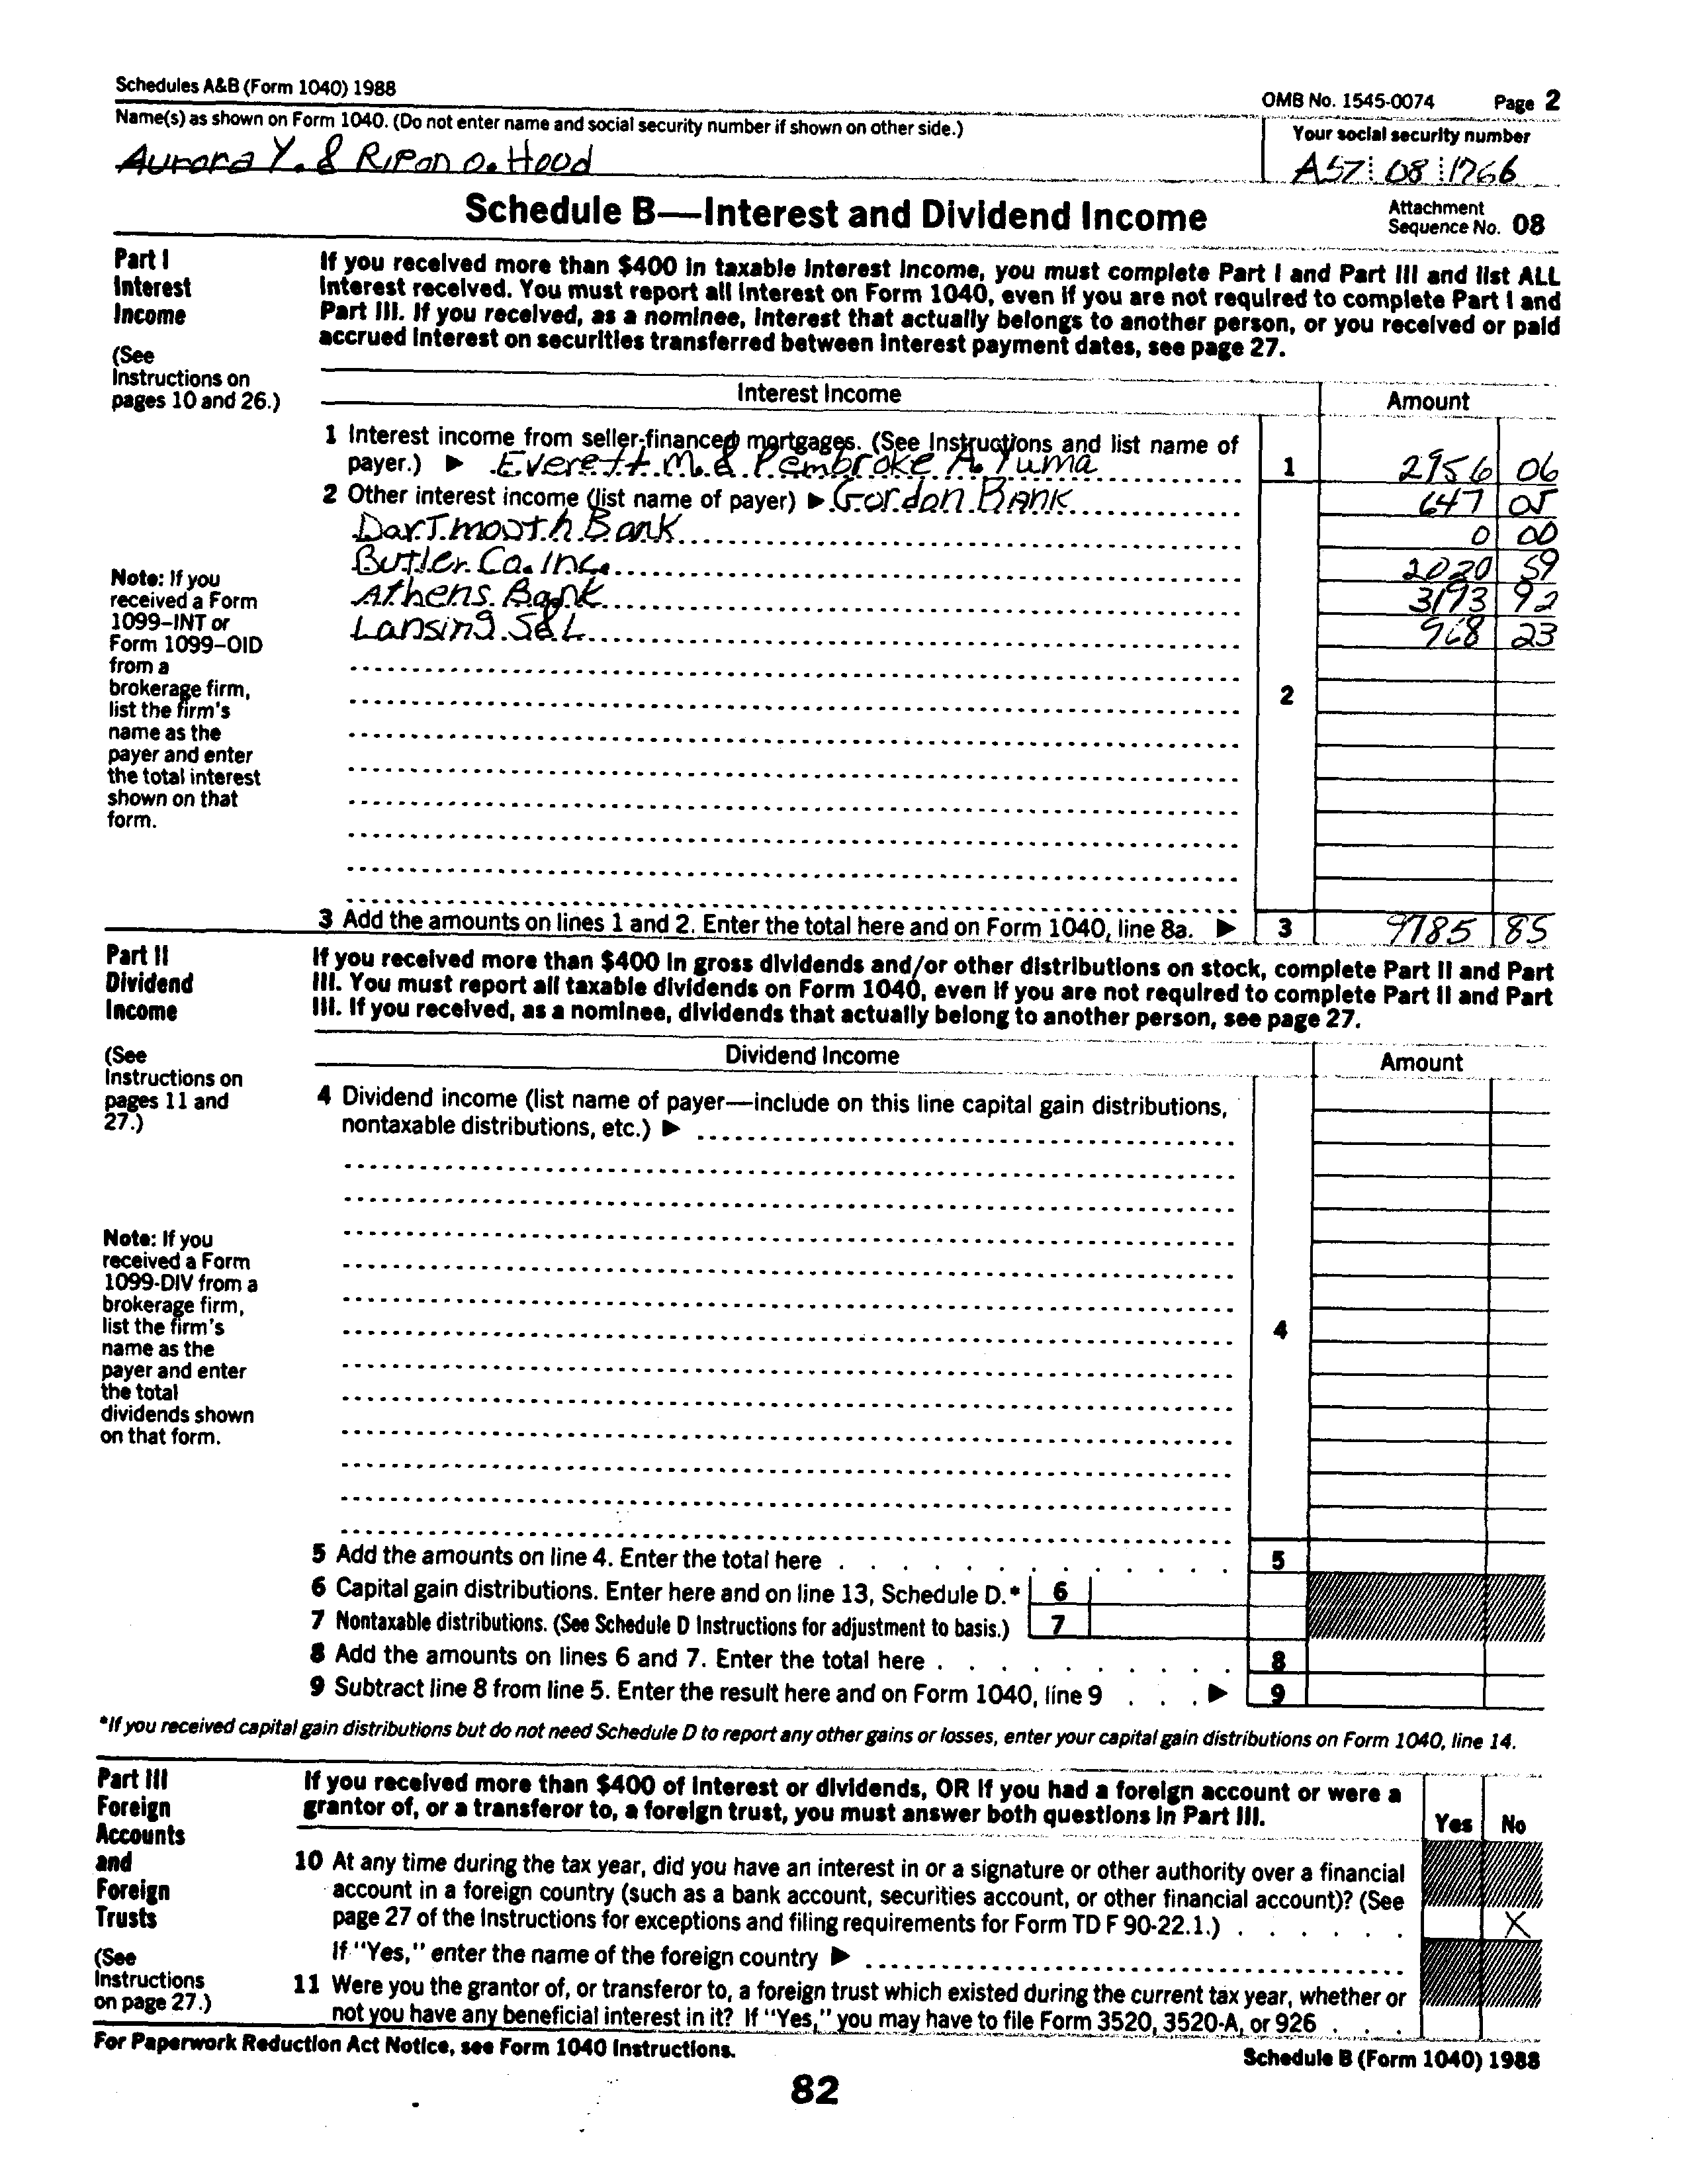 Schedules A&B (Form 1040) 1988
OMB No. 1545-0074 Page 2
Name(s) as shown on Form 1040. (Do not enter name and social security number if shown on other side.)
Your social security number
Aurora Y. & Ripon O. Hood
A57 08 1766
Schedule B—Interest and Dividend Income
Attachment
Sequence No. 08
Part I
Interest
Income
(See
Instructions on
pages 10 and 26.)
If you received more than $400 in taxable interest income, you must complete Part I and Part III and list ALL
interest received. You must report all interest on Form 1040, even if you are not required to complete Part I and
Part III. If you received, as a nominee, interest that actually belongs to another person, or you received or paid
accrued interest on securities transferred between interest payment dates, see page 27.
Interest Income Amount
1 Interest income from seller-financed mortgages. (See Instructions and list name of
payer.) ▶ Everett M. & Pembroke A. Yuma 1 2956 06
2 Other interest income (list name of payer) ▶ Gordon Bank 647 05
Dartmouth Bank 0 00
Butler Co. Inc. 2020 59
Athens Bank 3193 92
Lansing S&L 968 23
2
Note: If you
received a Form
1099-INT or
Form 1099-OID
from a
brokerage firm,
list the firm's
name as the
payer and enter
the total interest
shown on that
form.
3 Add the amounts on lines 1 and 2. Enter the total here and on Form 1040, line 8a. ▶ 3 9785 85
Part II
Dividend
Income
(See
Instructions on
pages 11 and
27.)
If you received more than $400 in gross dividends and/or other distributions on stock, complete Part II and Part
III. You must report all taxable dividends on Form 1040, even if you are not required to complete Part II and Part
III. If you received, as a nominee, dividends that actually belong to another person, see page 27.
Dividend Income Amount
4 Dividend income (list name of payer—include on this line capital gain distributions,
nontaxable distributions, etc.) ▶
4
Note: If you
received a Form
1099-DIV from a
brokerage firm,
list the firm's
name as the
payer and enter
the total
dividends shown
on that form.
5 Add the amounts on line 4. Enter the total here . . . . . . . . . . . 5
6 Capital gain distributions. Enter here and on line 13, Schedule D.* 6
7 Nontaxable distributions. (See Schedule D Instructions for adjustment to basis.) 7
8 Add the amounts on lines 6 and 7. Enter the total here . . . . . . . . 8
9 Subtract line 8 from line 5. Enter the result here and on Form 1040, line 9 . . . ▶ 9
*If you received capital gain distributions but do not need Schedule D to report any other gains or losses, enter your capital gain distributions on Form 1040, line 14.
Part III
Foreign
Accounts
and
Foreign
Trusts
(See
Instructions
on page 27.)
If you received more than $400 of interest or dividends, OR if you had a foreign account or were a
grantor of, or a transferor to, a foreign trust, you must answer both questions in Part III.
Yes No
10 At any time during the tax year, did you have an interest in or a signature or other authority over a financial
account in a foreign country (such as a bank account, securities account, or other financial account)? (See
page 27 of the Instructions for exceptions and filing requirements for Form TD F 90-22.1.) . . . . . . X
If "Yes," enter the name of the foreign country ▶
11 Were you the grantor of, or transferor to, a foreign trust which existed during the current tax year, whether or
not you have any beneficial interest in it? If "Yes," you may have to file Form 3520, 3520-A, or 926 . . .
For Paperwork Reduction Act Notice, see Form 1040 Instructions.
Schedule B (Form 1040) 1988
82